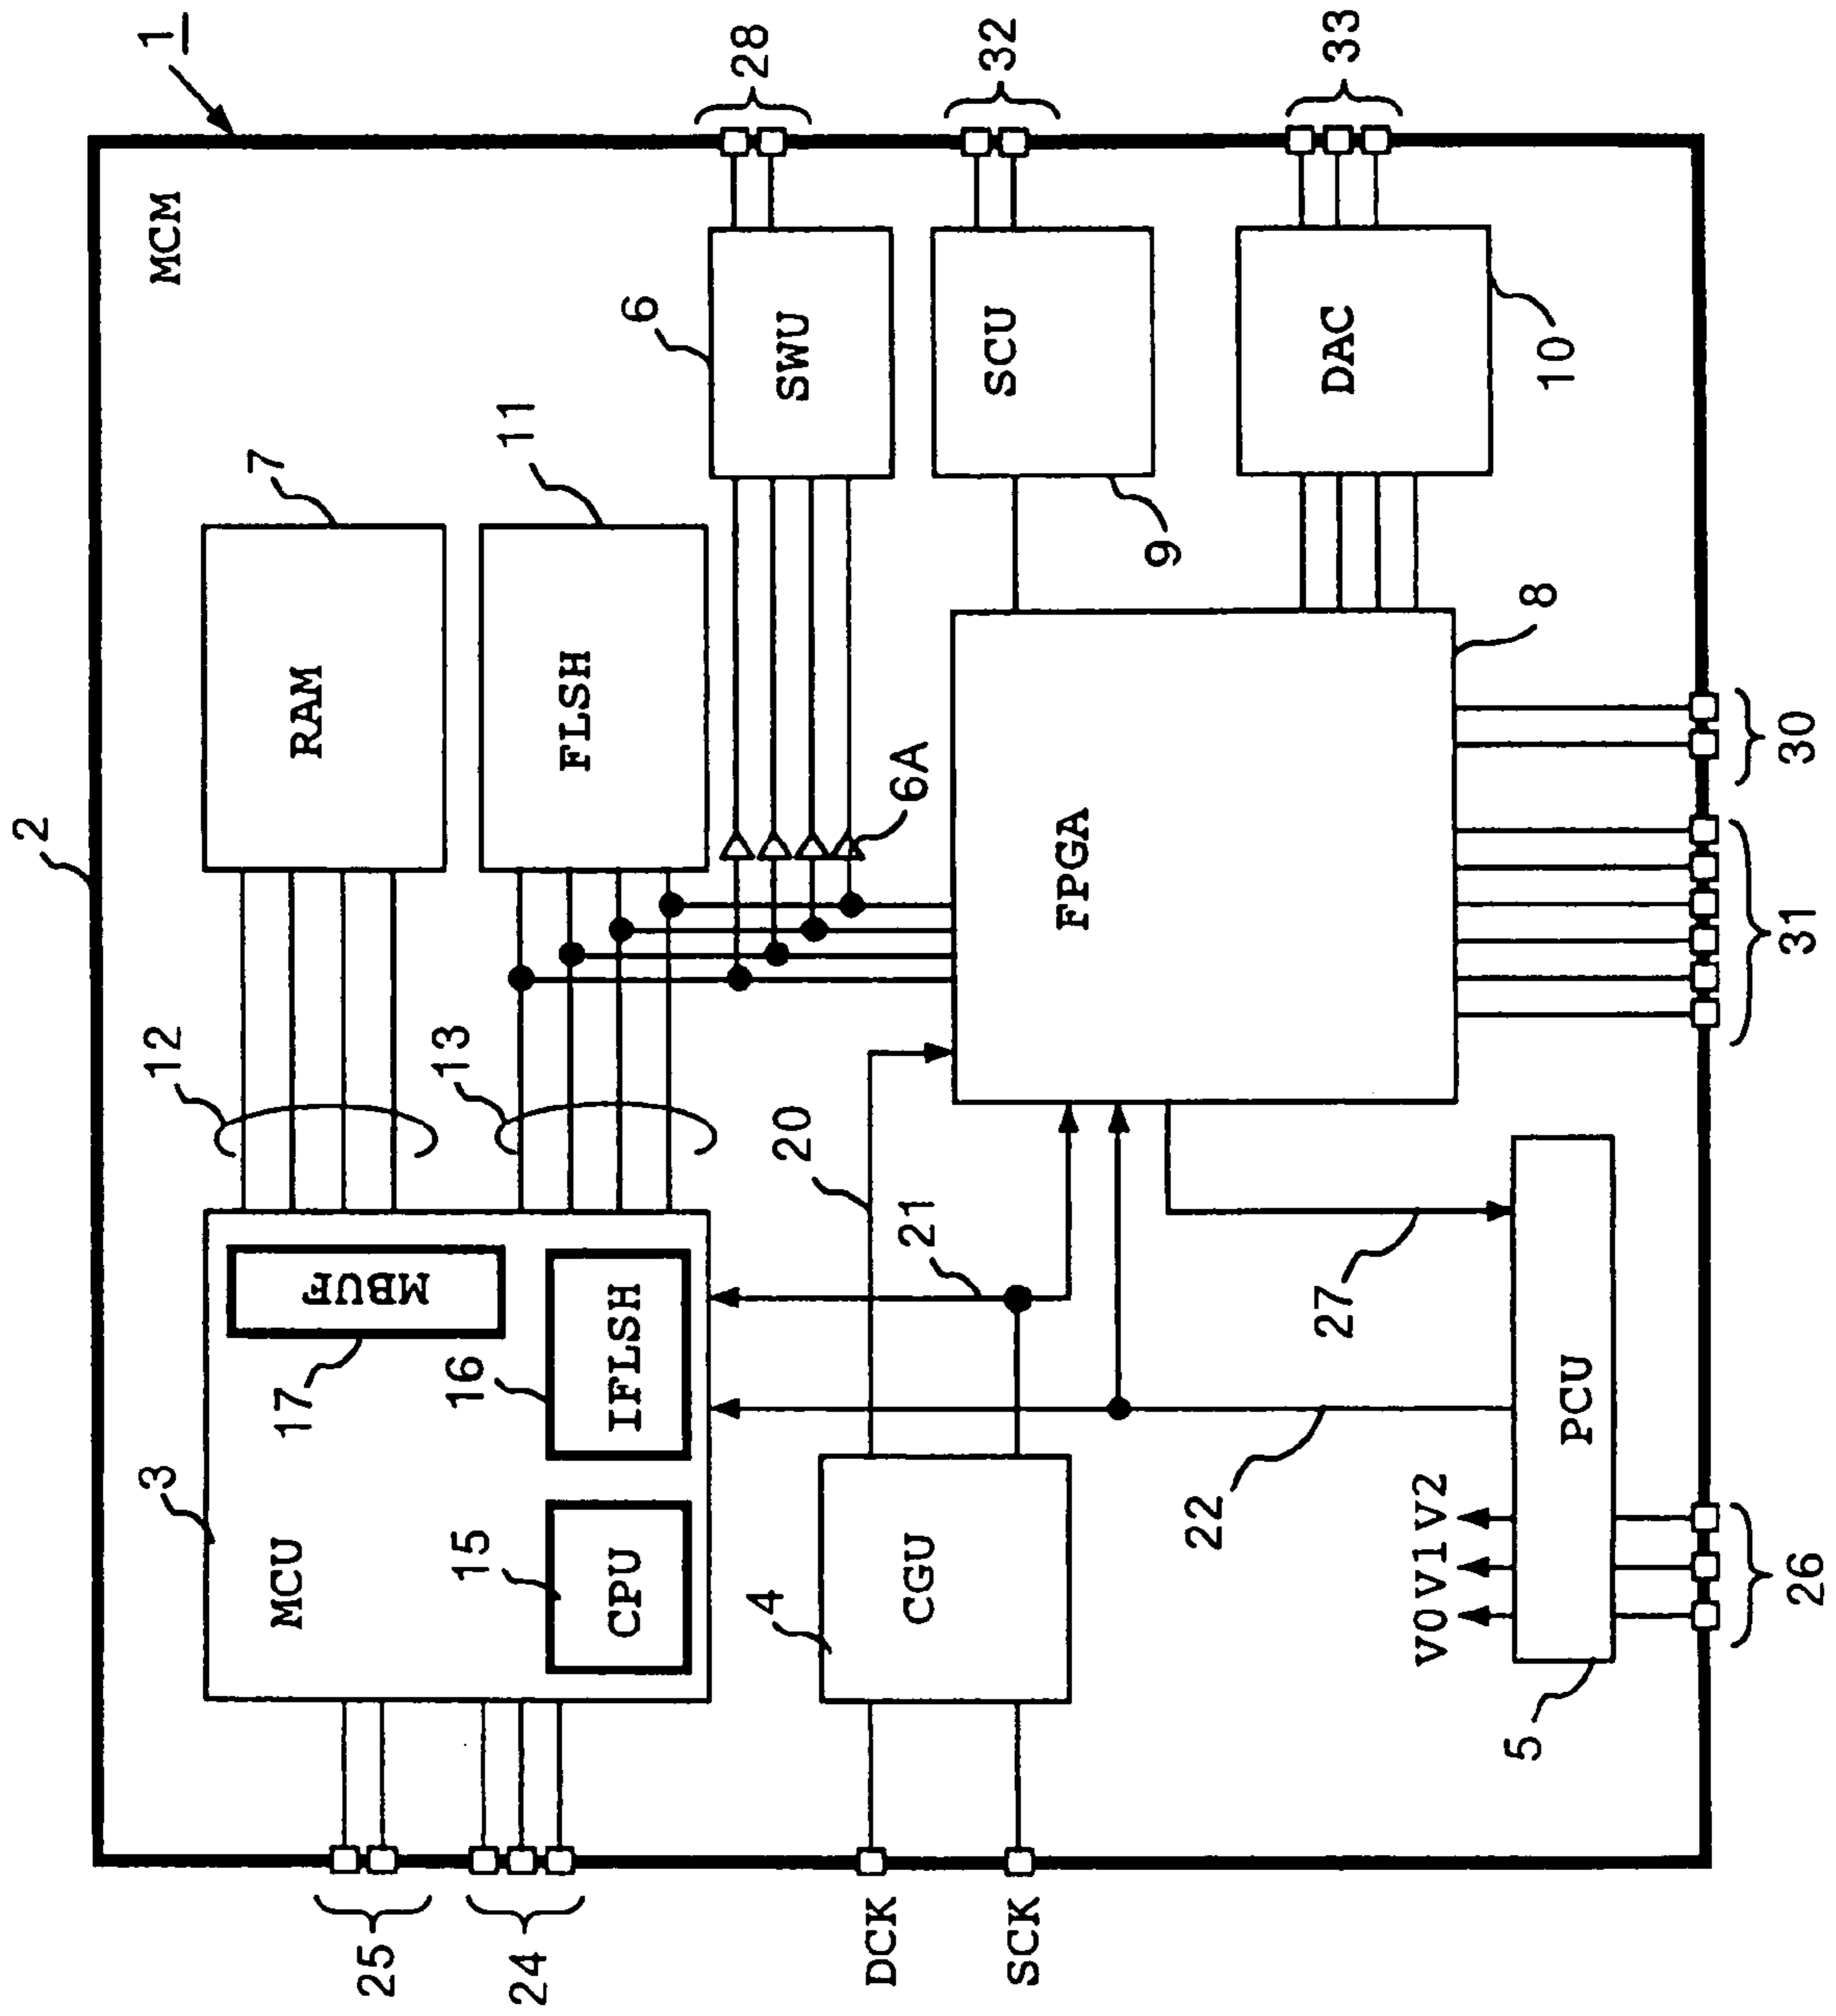 1
MCM
2
3
MCU
17
MBUF
16
IFLSH
15
CPU
12
7
RAM
13
11
FLSH
6
SWU
6A
28
25
24
4
CGU
DCK
SCK
20
21
22
27
FPGA
8
9
SCU
32
10
DAC
33
V0 V1 V2
PCU
5
26
31
30